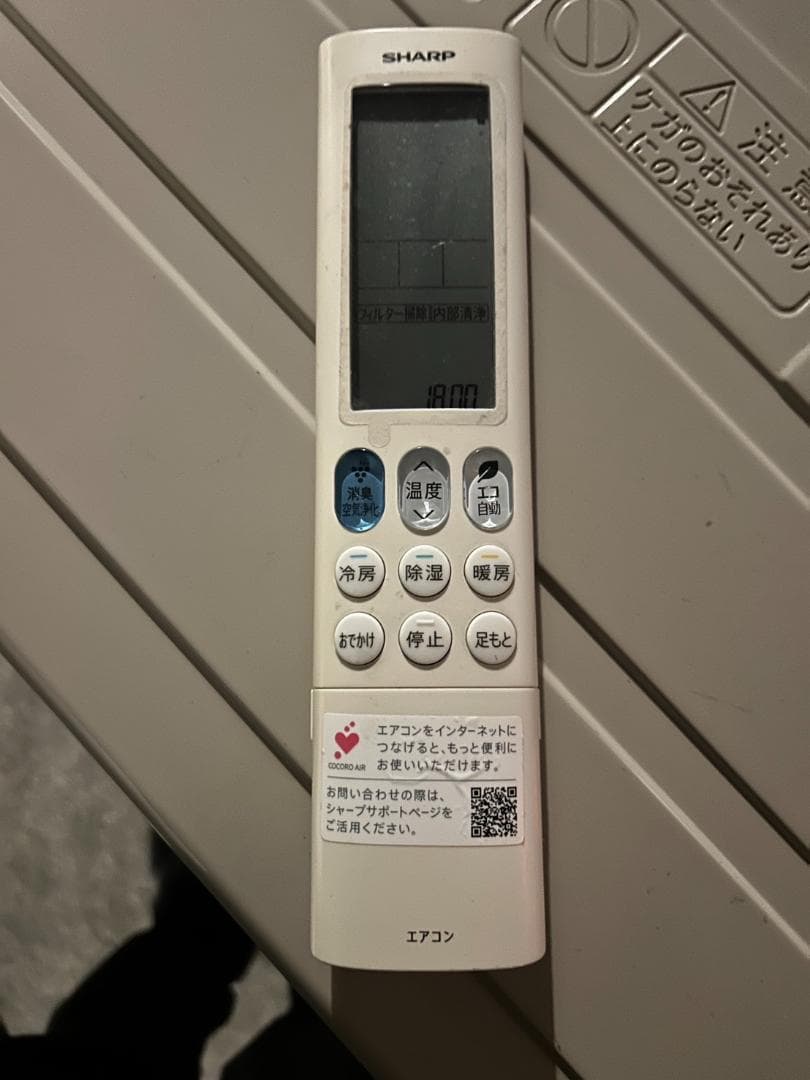 SHARP
フィルター掃除 内部清浄
18:00
消臭
空気浄化
温度
エコ
自動
冷房
除湿
暖房
おでかけ
停止
足もと
COCORO AIR
エアコンをインターネットに
つなげると、もっと便利に
お使いいただけます。
お問い合わせの際は、
シャープサポートページを
ご活用ください。
エアコン
注意
ケガのおそれあり
上にのらない